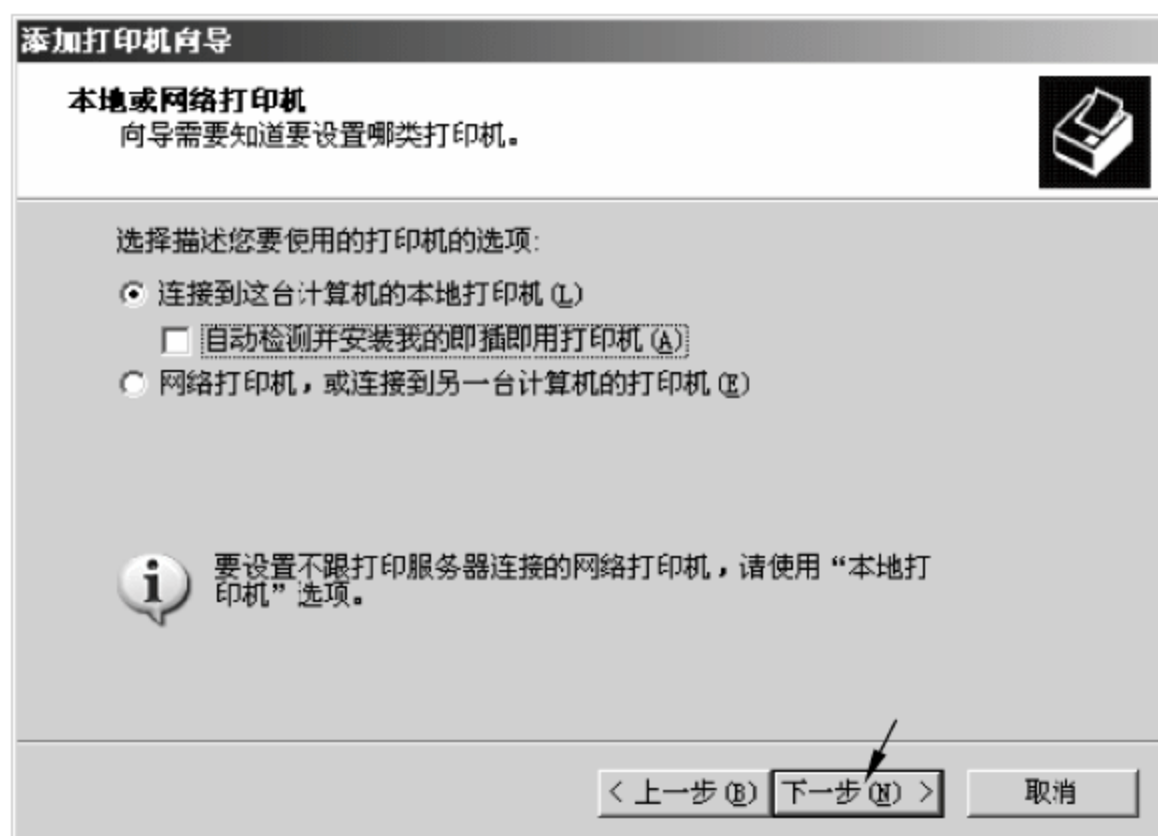 添加打印机向导
本地或网络打印机
向导需要知道要设置哪类打印机。
选择描述您要使用的打印机的选项:
连接到这台计算机的本地打印机(L)
自动检测并安装我的即插即用打印机(A)
网络打印机，或连接到另一台计算机的打印机(E)
要设置不跟打印服务器连接的网络打印机，请使用“本地打
印机”选项。
< 上一步(B) 下一步(N) > 取消